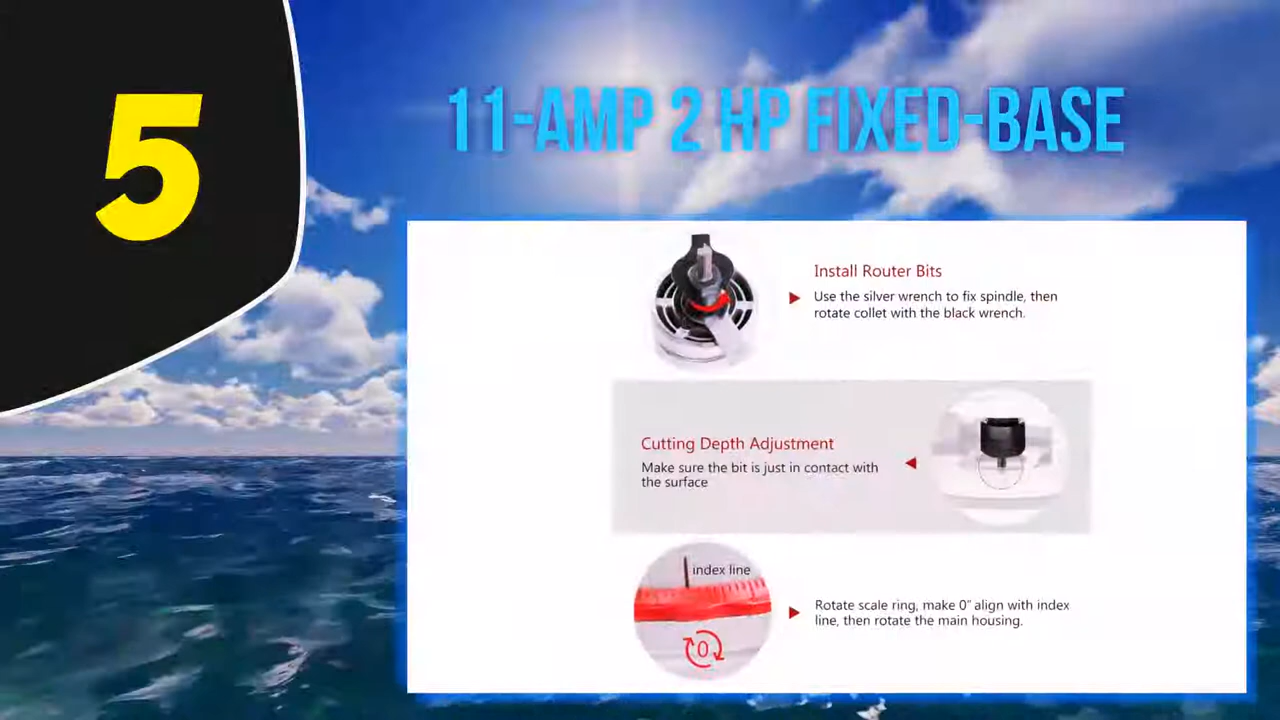 5
11-AMP 2 HP FIXED-BASE
Install Router Bits
Use the silver wrench to fix spindle, then
rotate collet with the black wrench.
Cutting Depth Adjustment
Make sure the bit is just in contact with
the surface
index line
0
Rotate scale ring, make 0" align with index
line, then rotate the main housing.